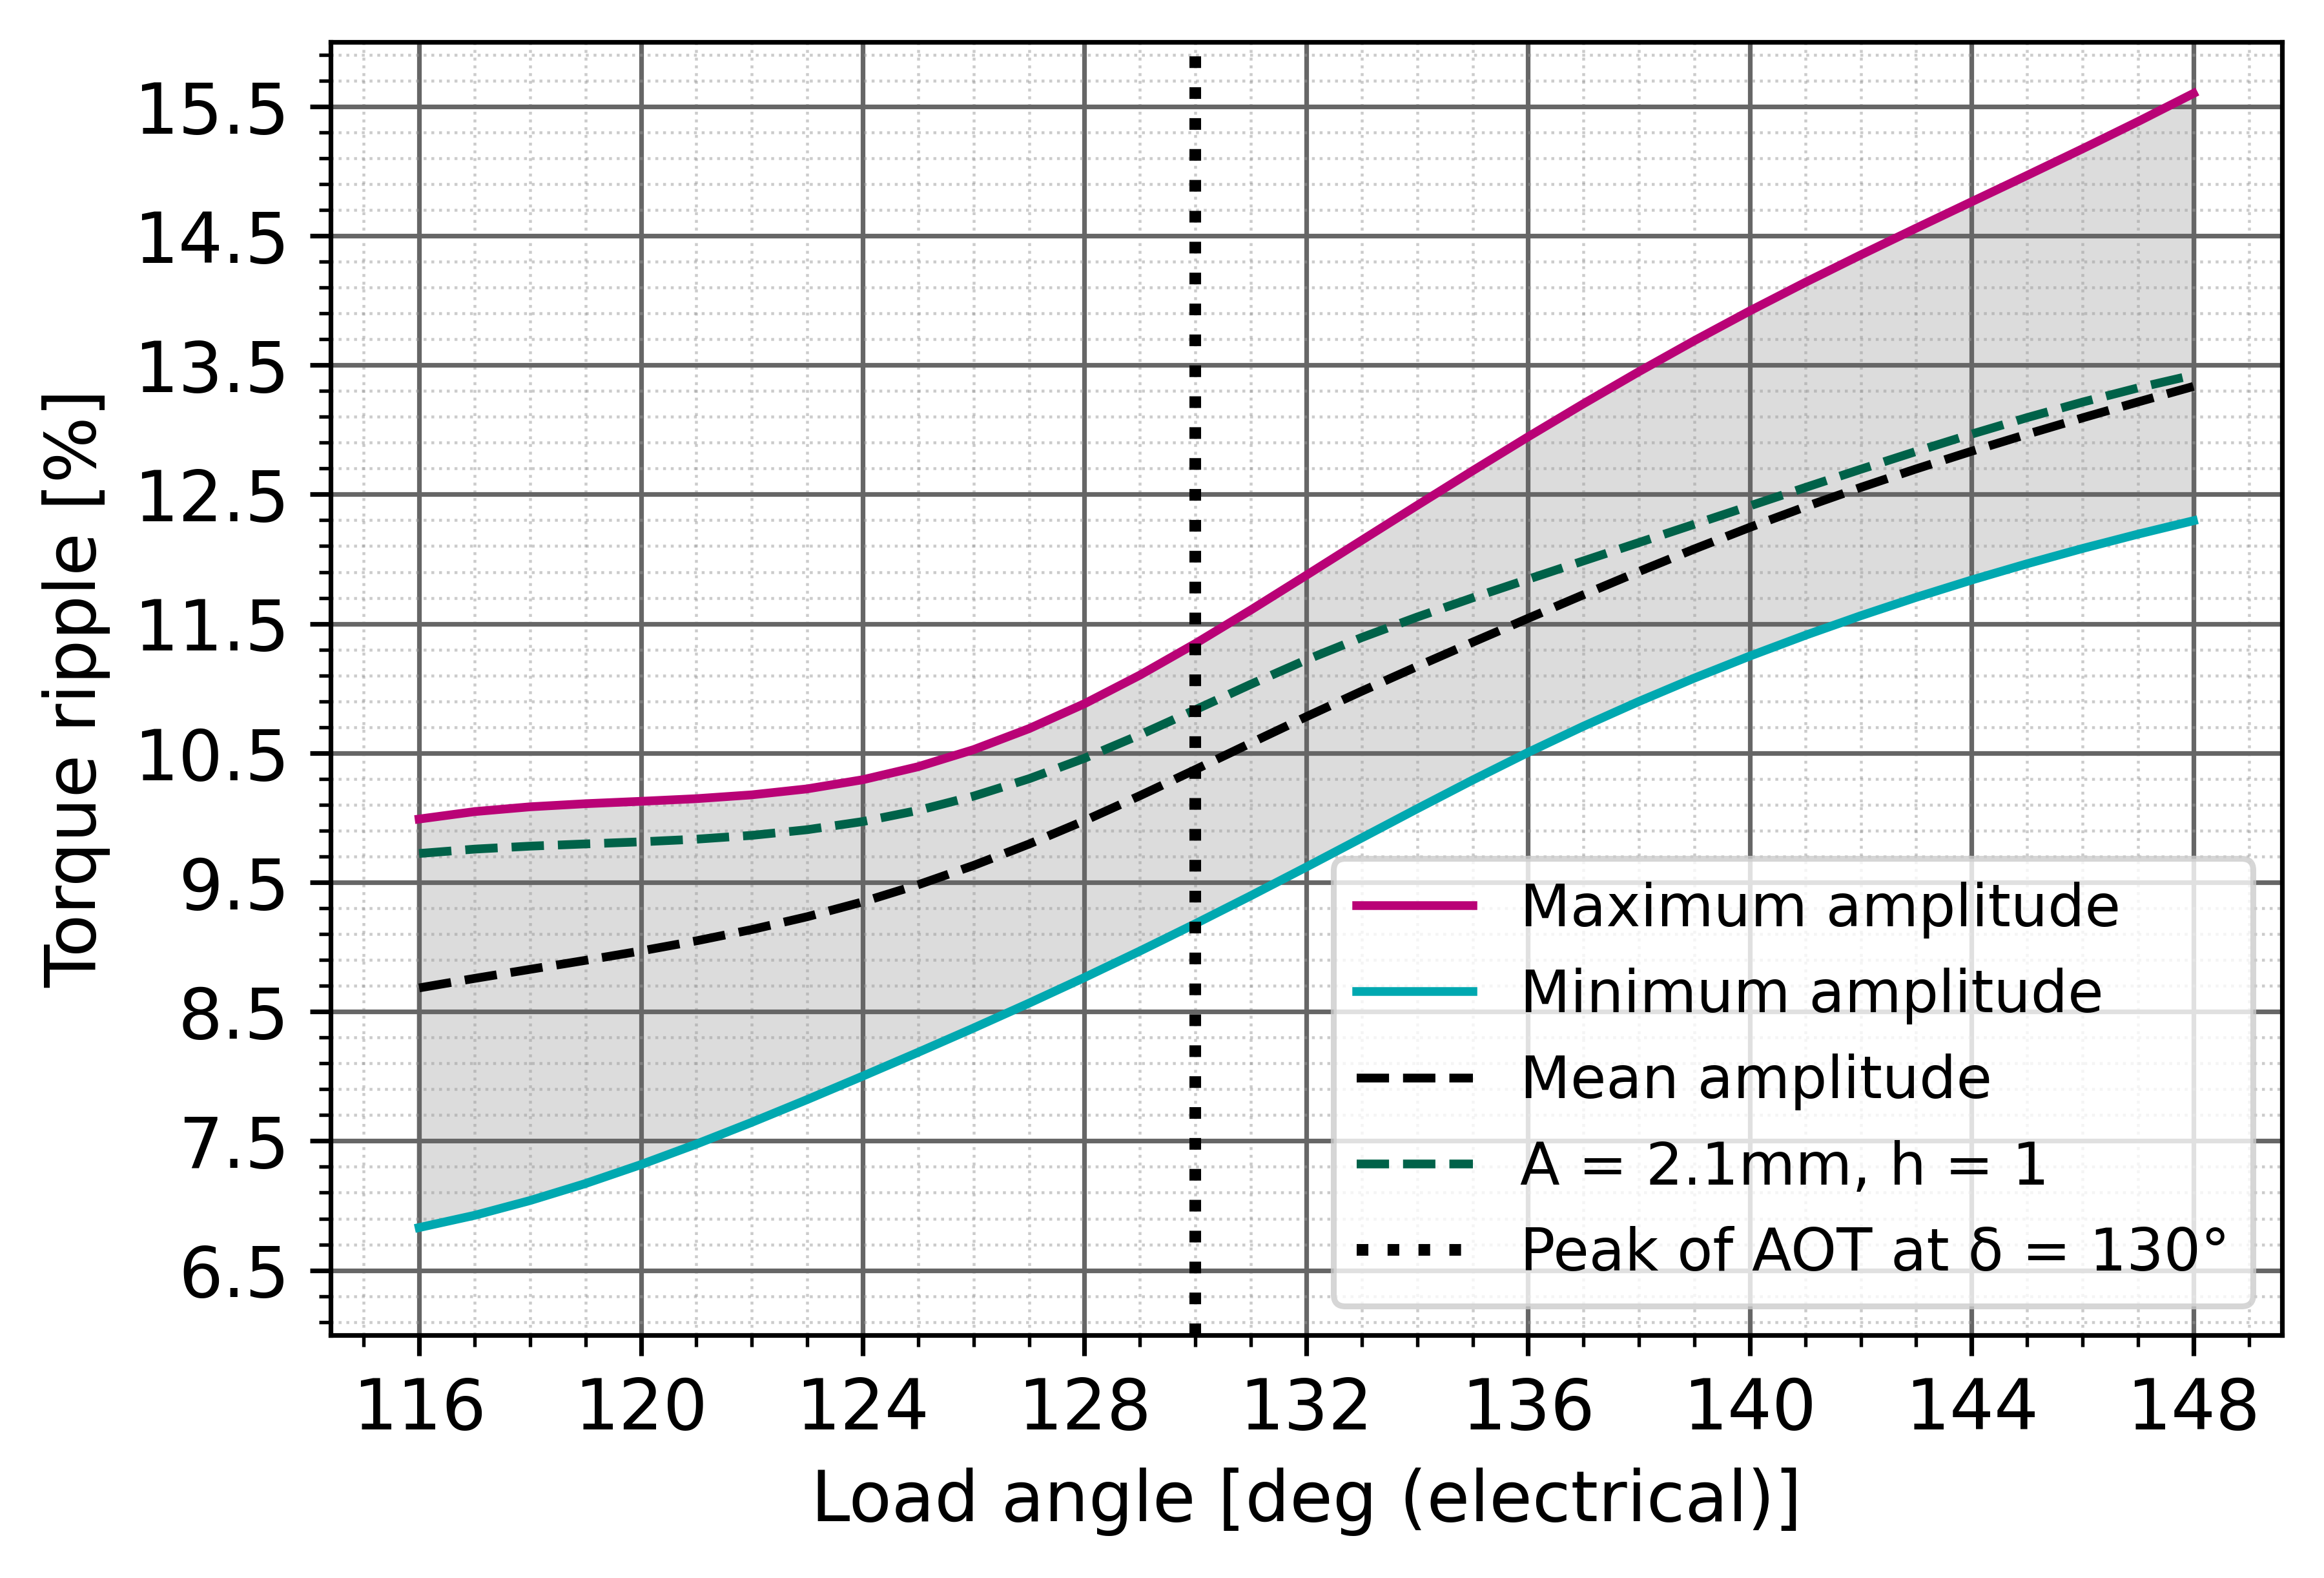 15.5
14.5
13.5
12.5
11.5
10.5
9.5
8.5
7.5
6.5
Torque ripple [%]
Maximum amplitude
Minimum amplitude
Mean amplitude
A = 2.1mm, h = 1
Peak of AOT at δ = 130°
116 120 124 128 132 136 140 144 148
Load angle [deg (electrical)]